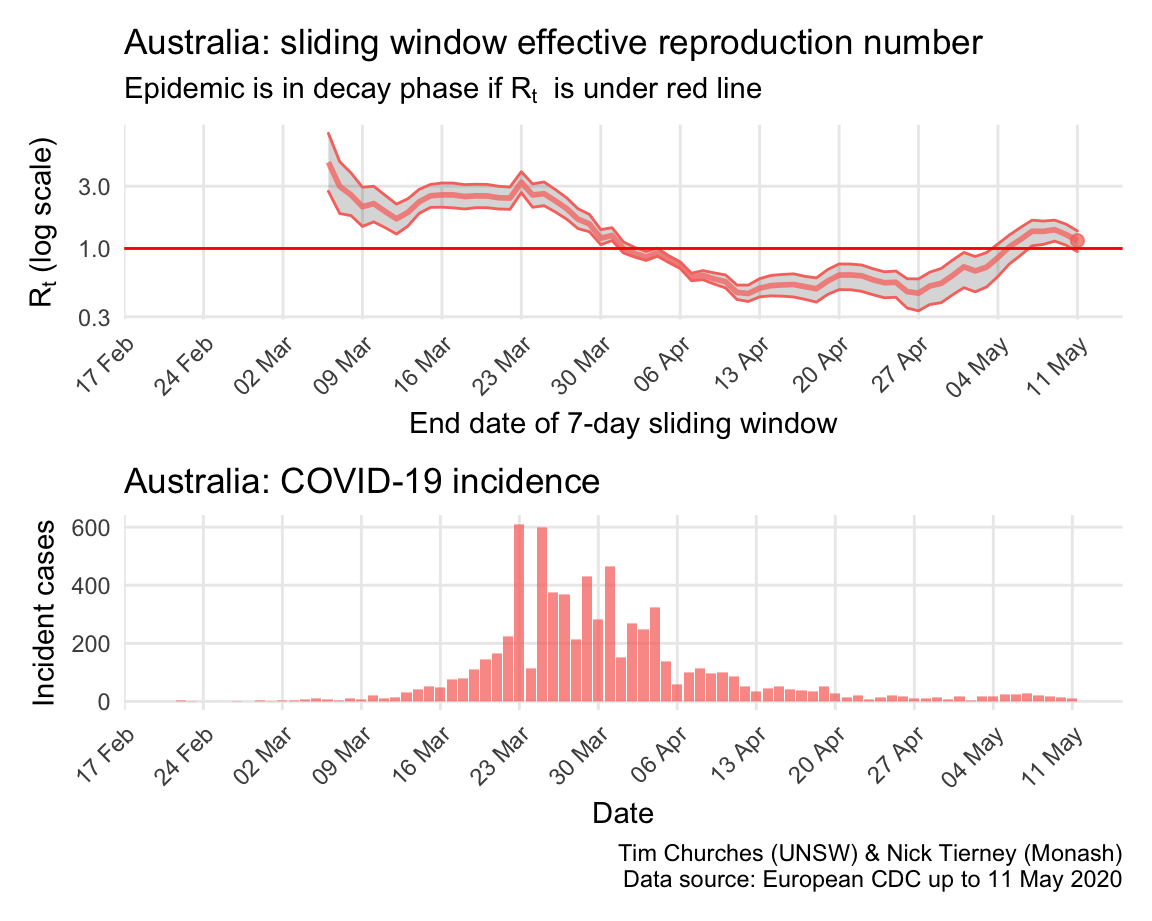 Australia: sliding window effective reproduction number
Epidemic is in decay phase if Rt is under red line
Rt (log scale)
3.0
1.0
0.3
17 Feb
24 Feb
02 Mar
09 Mar
16 Mar
23 Mar
30 Mar
06 Apr
13 Apr
20 Apr
27 Apr
04 May
11 May
End date of 7-day sliding window
Australia: COVID-19 incidence
Incident cases
600
400
200
0
17 Feb
24 Feb
02 Mar
09 Mar
16 Mar
23 Mar
30 Mar
06 Apr
13 Apr
20 Apr
27 Apr
04 May
11 May
Date
Tim Churches (UNSW) & Nick Tierney (Monash)
Data source: European CDC up to 11 May 2020